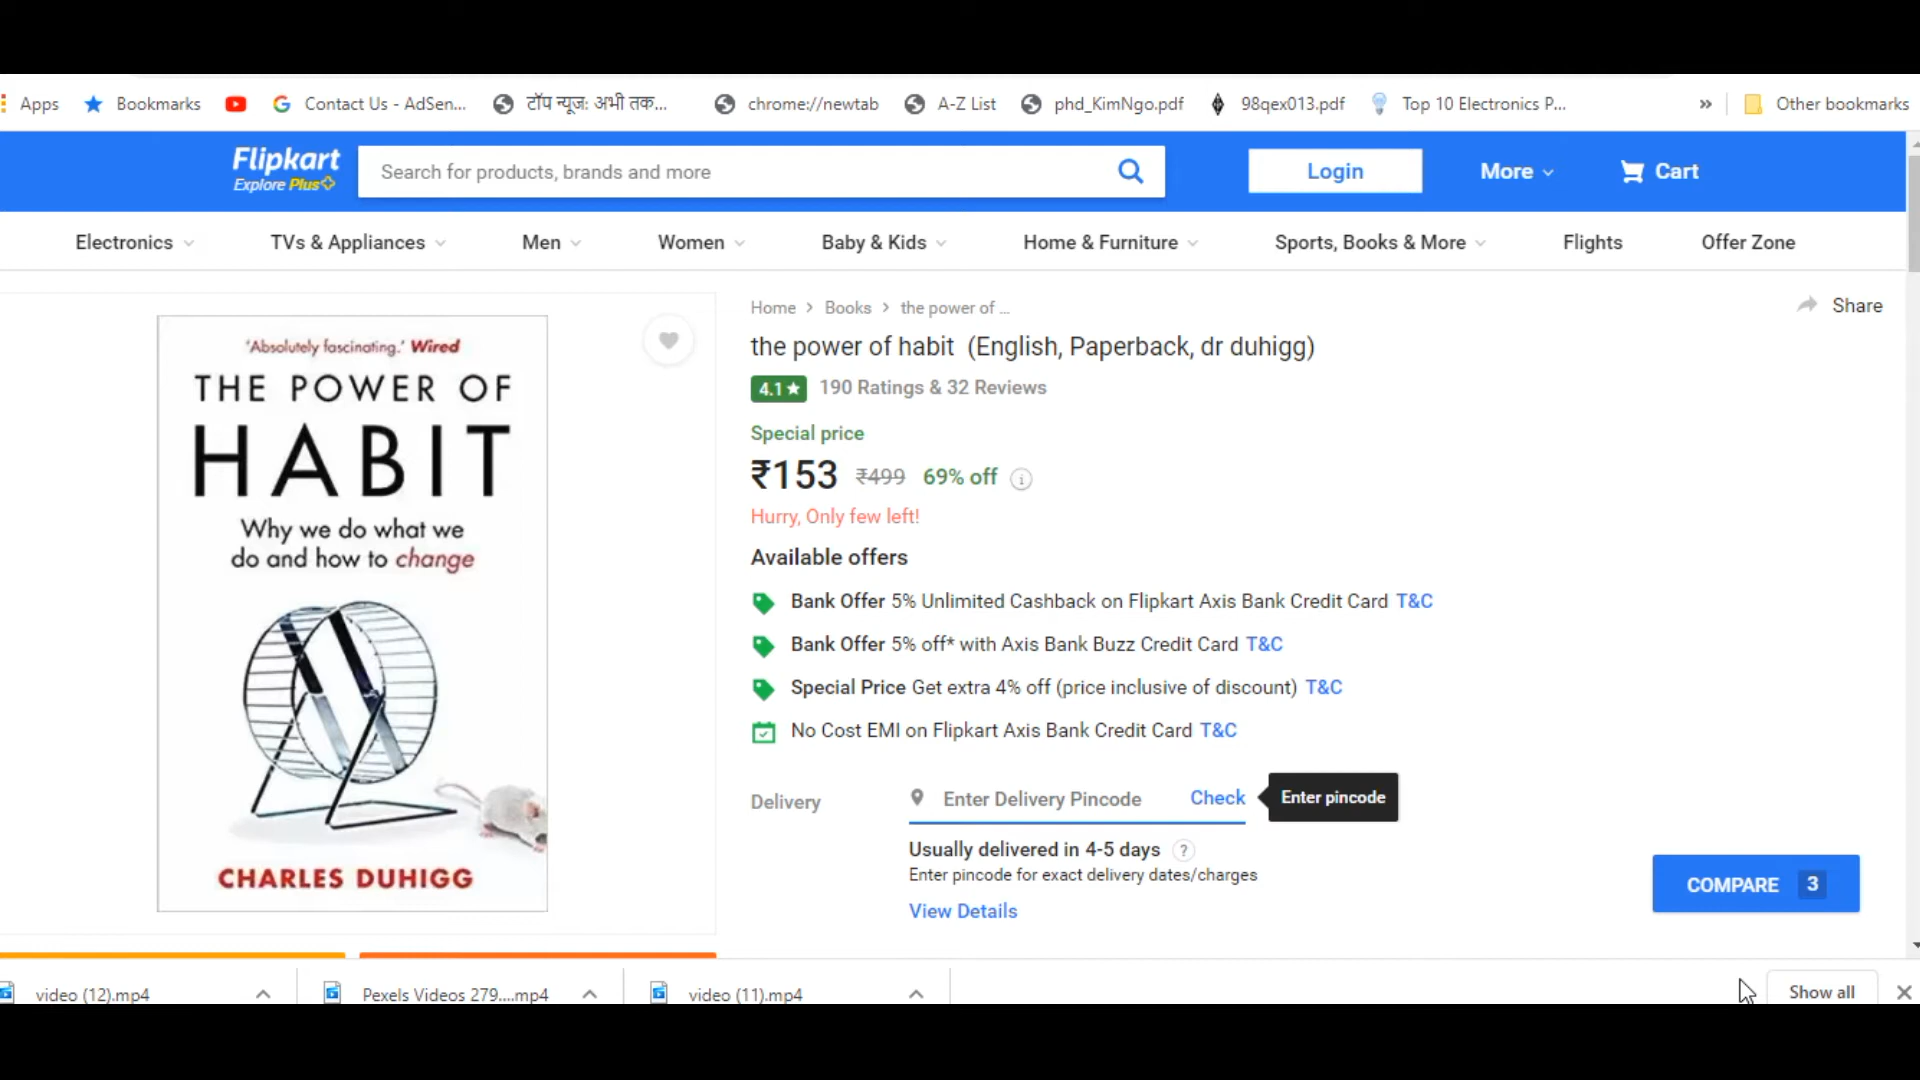 Apps Bookmarks Contact Us - AdSen... टॉप न्यूज: अभी तक... chrome://newtab A-Z List phd_KimNgo.pdf 98qex013.pdf Top 10 Electronics P... » Other bookmarks
Flipkart
Explore Plus
Search for products, brands and more
Login
More
Cart
Electronics TVs & Appliances Men Women Baby & Kids Home & Furniture Sports, Books & More Flights Offer Zone
'Absolutely fascinating.' Wired
THE POWER OF
HABIT
Why we do what we
do and how to change
CHARLES DUHIGG
Home > Books > the power of ...
Share
the power of habit (English, Paperback, dr duhigg)
4.1★ 190 Ratings & 32 Reviews
Special price
₹153 ₹499 69% off i
Hurry, Only few left!
Available offers
Bank Offer 5% Unlimited Cashback on Flipkart Axis Bank Credit Card T&C
Bank Offer 5% off* with Axis Bank Buzz Credit Card T&C
Special Price Get extra 4% off (price inclusive of discount) T&C
No Cost EMI on Flipkart Axis Bank Credit Card T&C
Delivery Enter Delivery Pincode Check Enter pincode
Usually delivered in 4-5 days ?
Enter pincode for exact delivery dates/charges
View Details
COMPARE 3
video (12).mp4 Pexels Videos 279....mp4 video (11).mp4 Show all